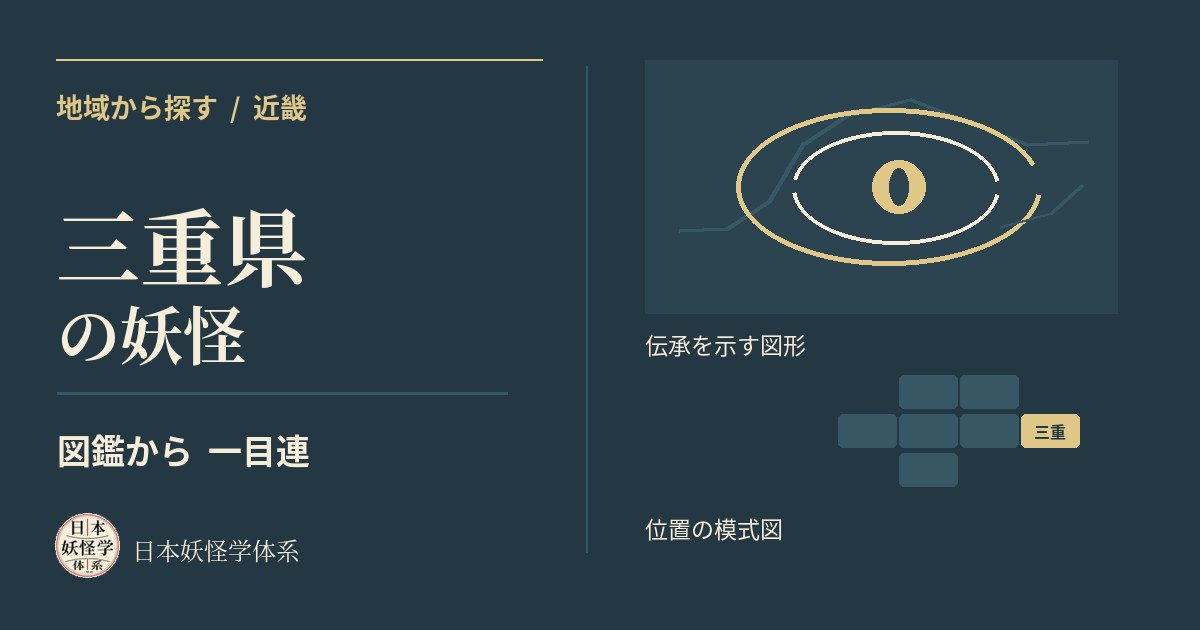 地域から探す / 近畿
三重県
の妖怪
図鑑から 一目連
日本
妖怪学
体系
日本妖怪学体系
伝承を示す図形
三重
位置の模式図